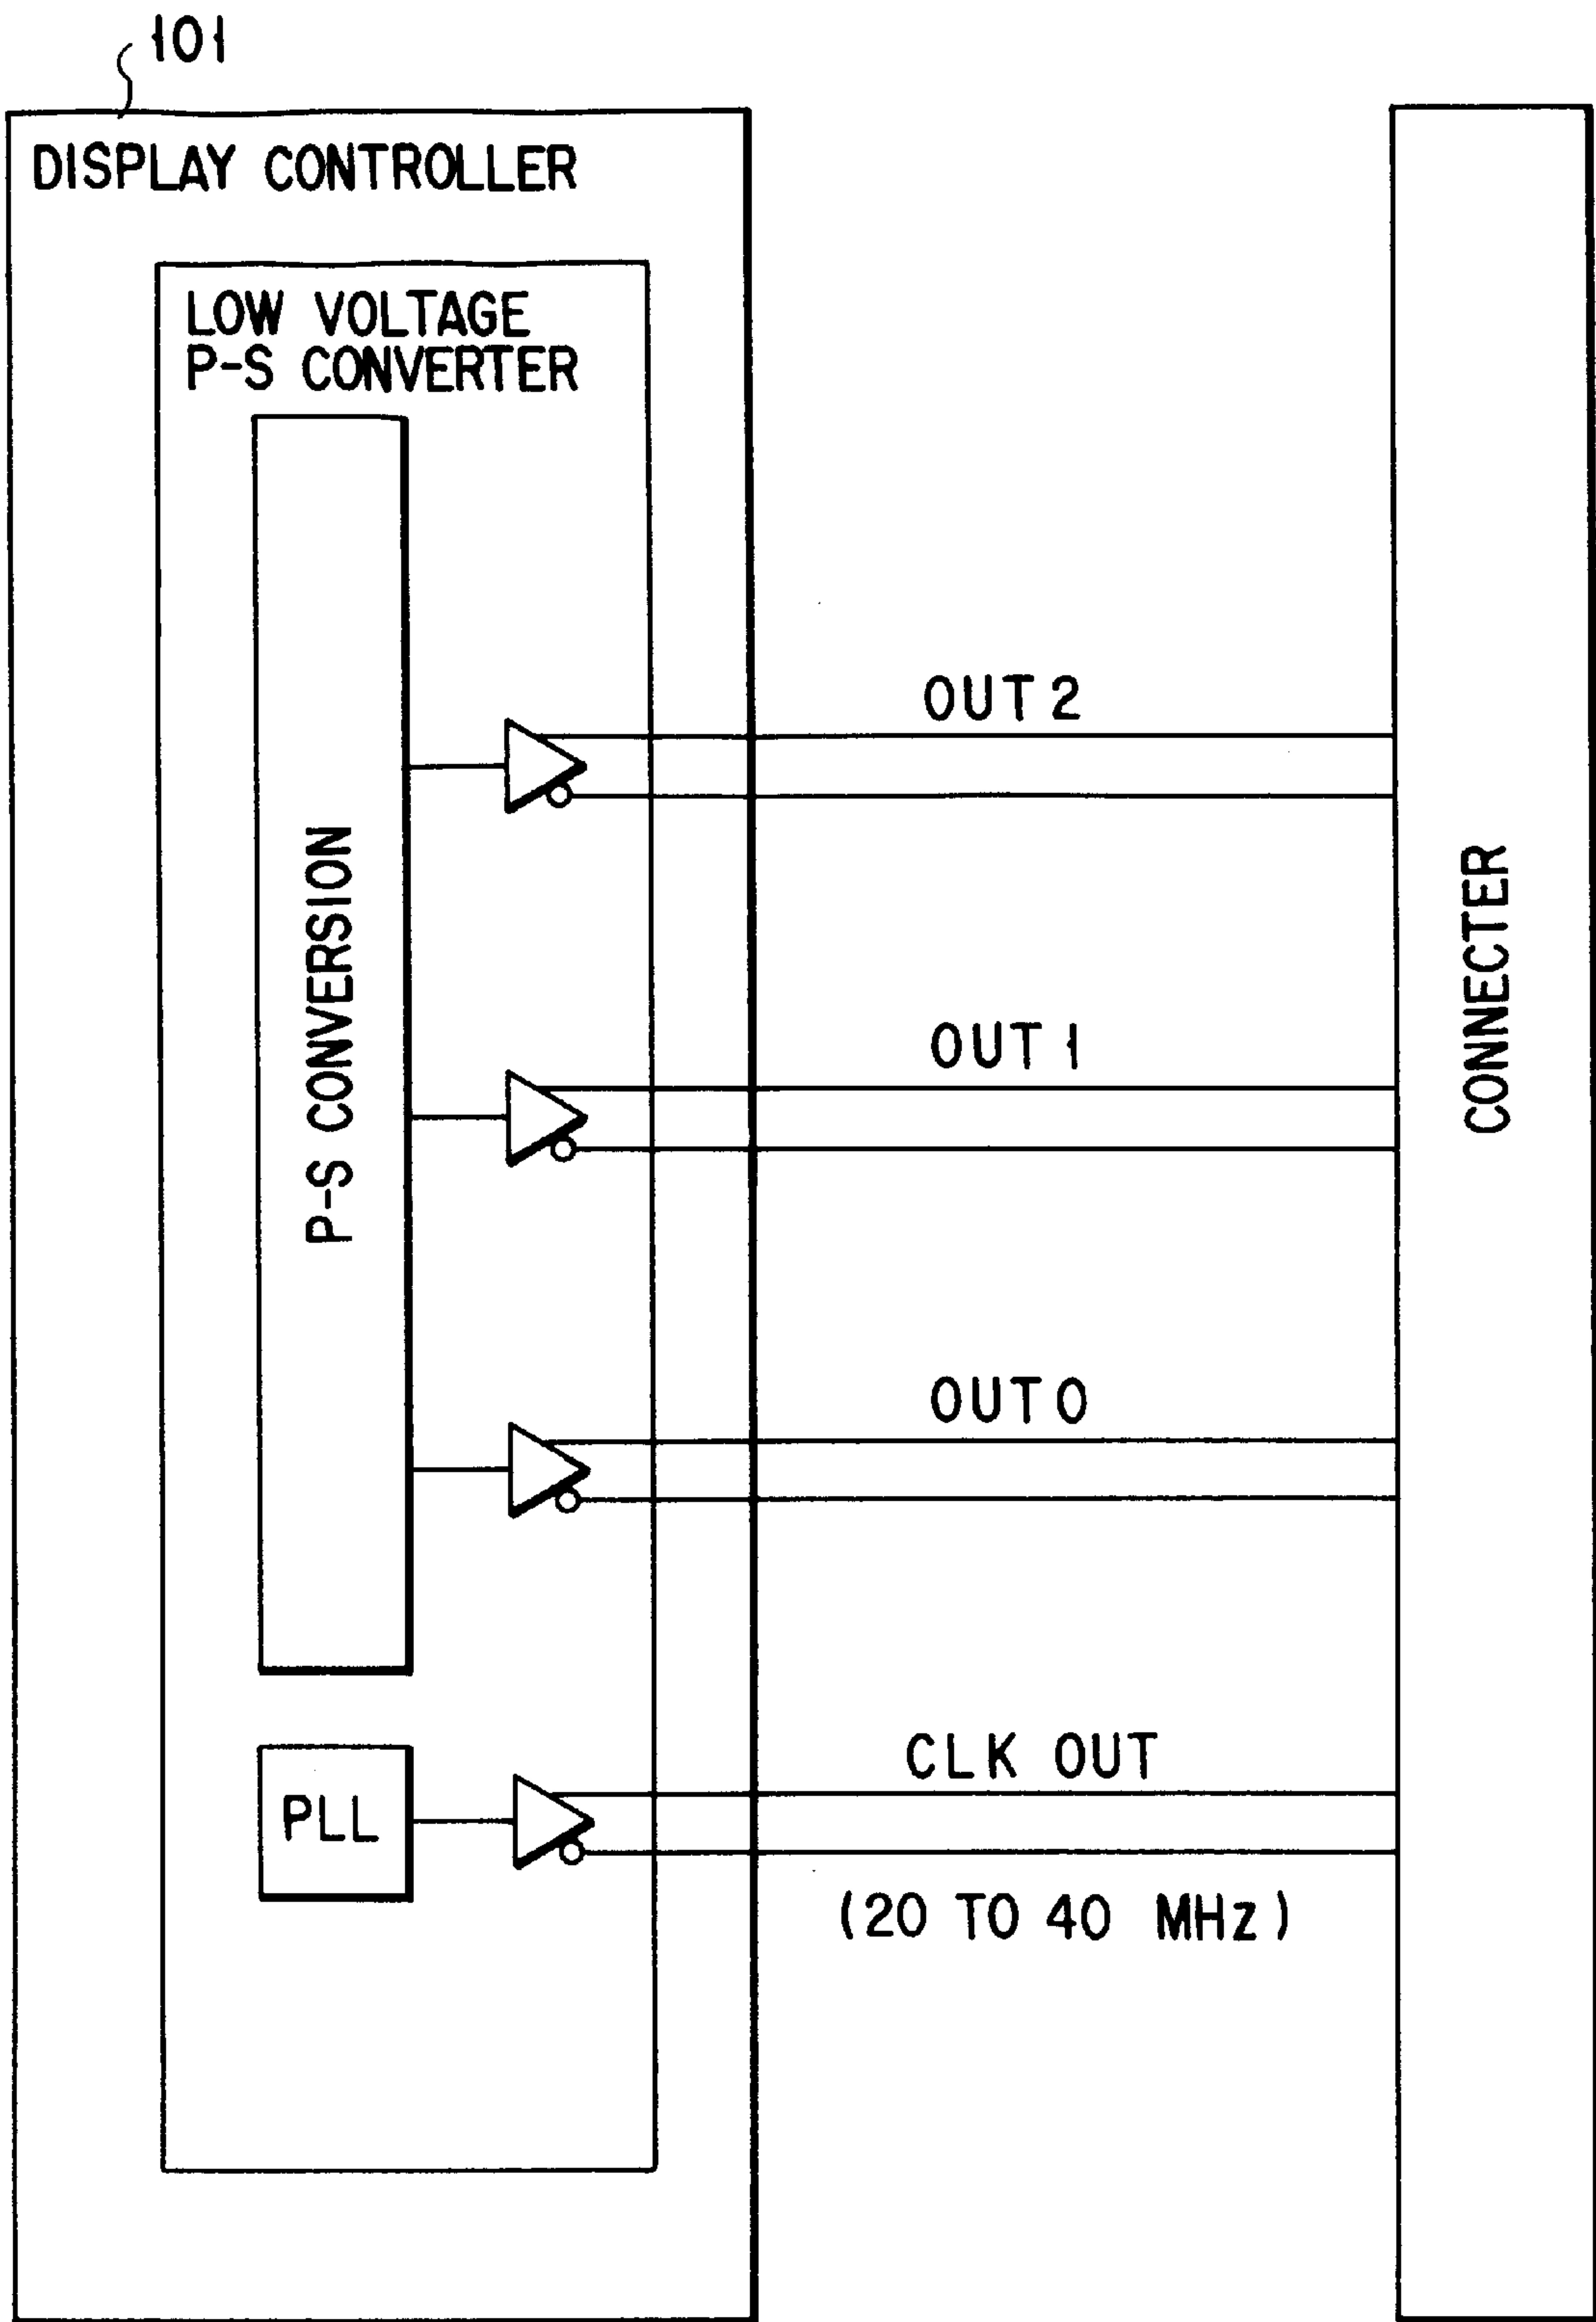 101
DISPLAY CONTROLLER
LOW VOLTAGE
P-S CONVERTER
P-S CONVERSION
OUT 2
OUT 1
OUT 0
CLK OUT
(20 TO 40 MHz)
PLL
CONNECTER